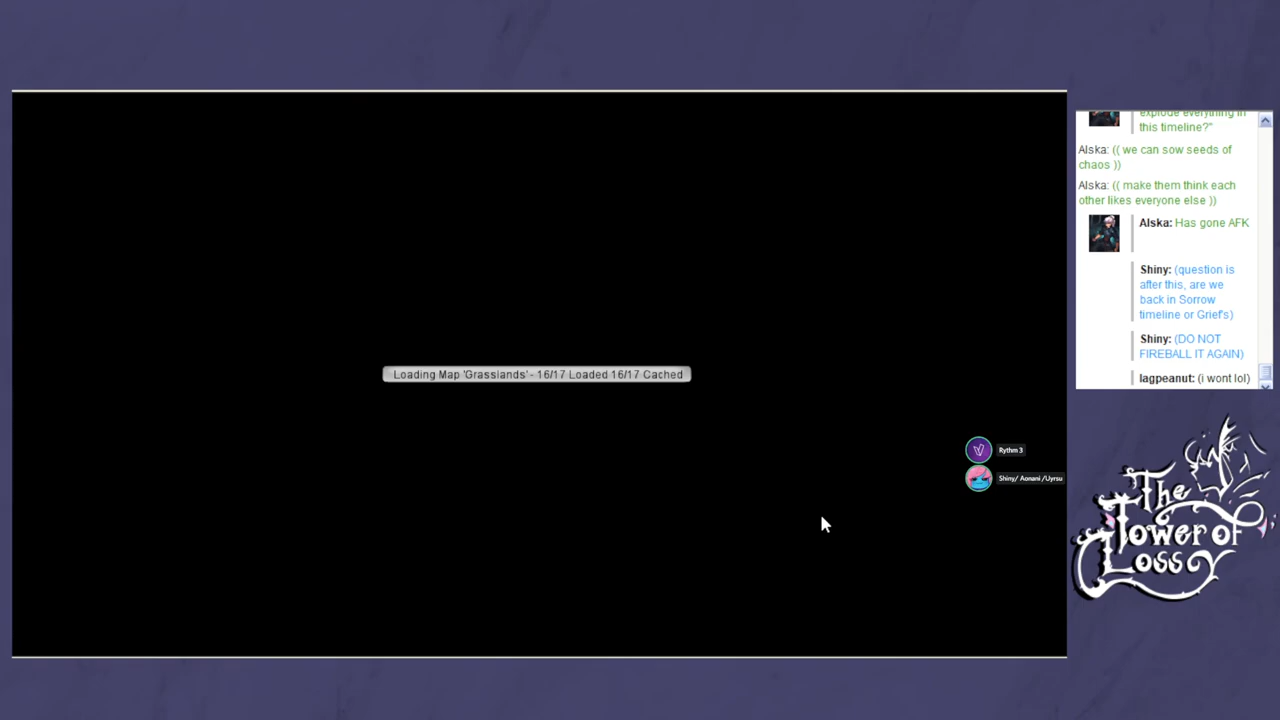 explode everything in
this timeline?"
Alska: (( we can sow seeds of
chaos ))
Alska: (( make them think each
other likes everyone else ))
Alska: Has gone AFK
Shiny: (question is
after this, are we
back in Sorrow
timeline or Grief's)
Shiny: (DO NOT
FIREBALL IT AGAIN)
lagpeanut: (i wont lol)
Loading Map 'Grasslands' - 16/17 Loaded 16/17 Cached
Rythm 3
Shiny/ Aonani /Uyrsu
The
Tower of
Lossy